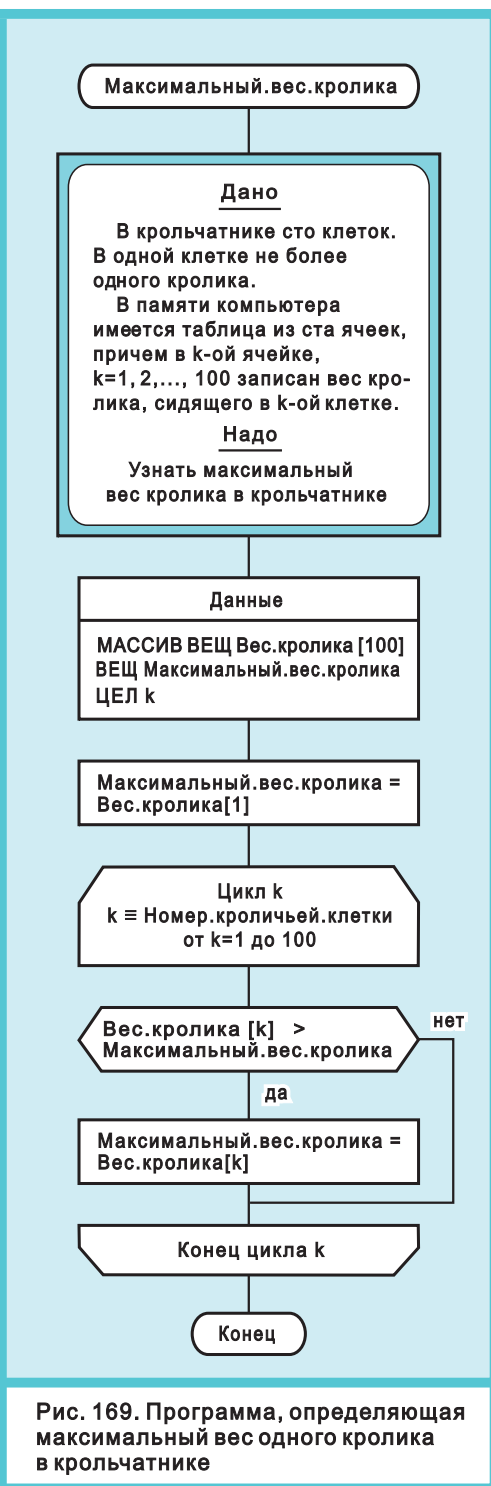 Максимальный.вес.кролика
Дано
В крольчатнике сто клеток.
В одной клетке не более
одного кролика.
В памяти компьютера
имеется таблица из ста ячеек,
причем в k-ой ячейке,
k=1, 2,..., 100 записан вес кро-
лика, сидящего в k-ой клетке.
Надо
Узнать максимальный
вес кролика в крольчатнике
Данные
МАССИВ ВЕЩ Вес.кролика [100]
ВЕЩ Максимальный.вес.кролика
ЦЕЛ k
Максимальный.вес.кролика =
Вес.кролика[1]
Цикл k
k ≡ Номер.кроличьей.клетки
от k=1 до 100
Вес.кролика [k] >
Максимальный.вес.кролика
нет
да
Максимальный.вес.кролика =
Вес.кролика[k]
Конец цикла k
Конец
Рис. 169. Программа, определяющая
максимальный вес одного кролика
в крольчатнике